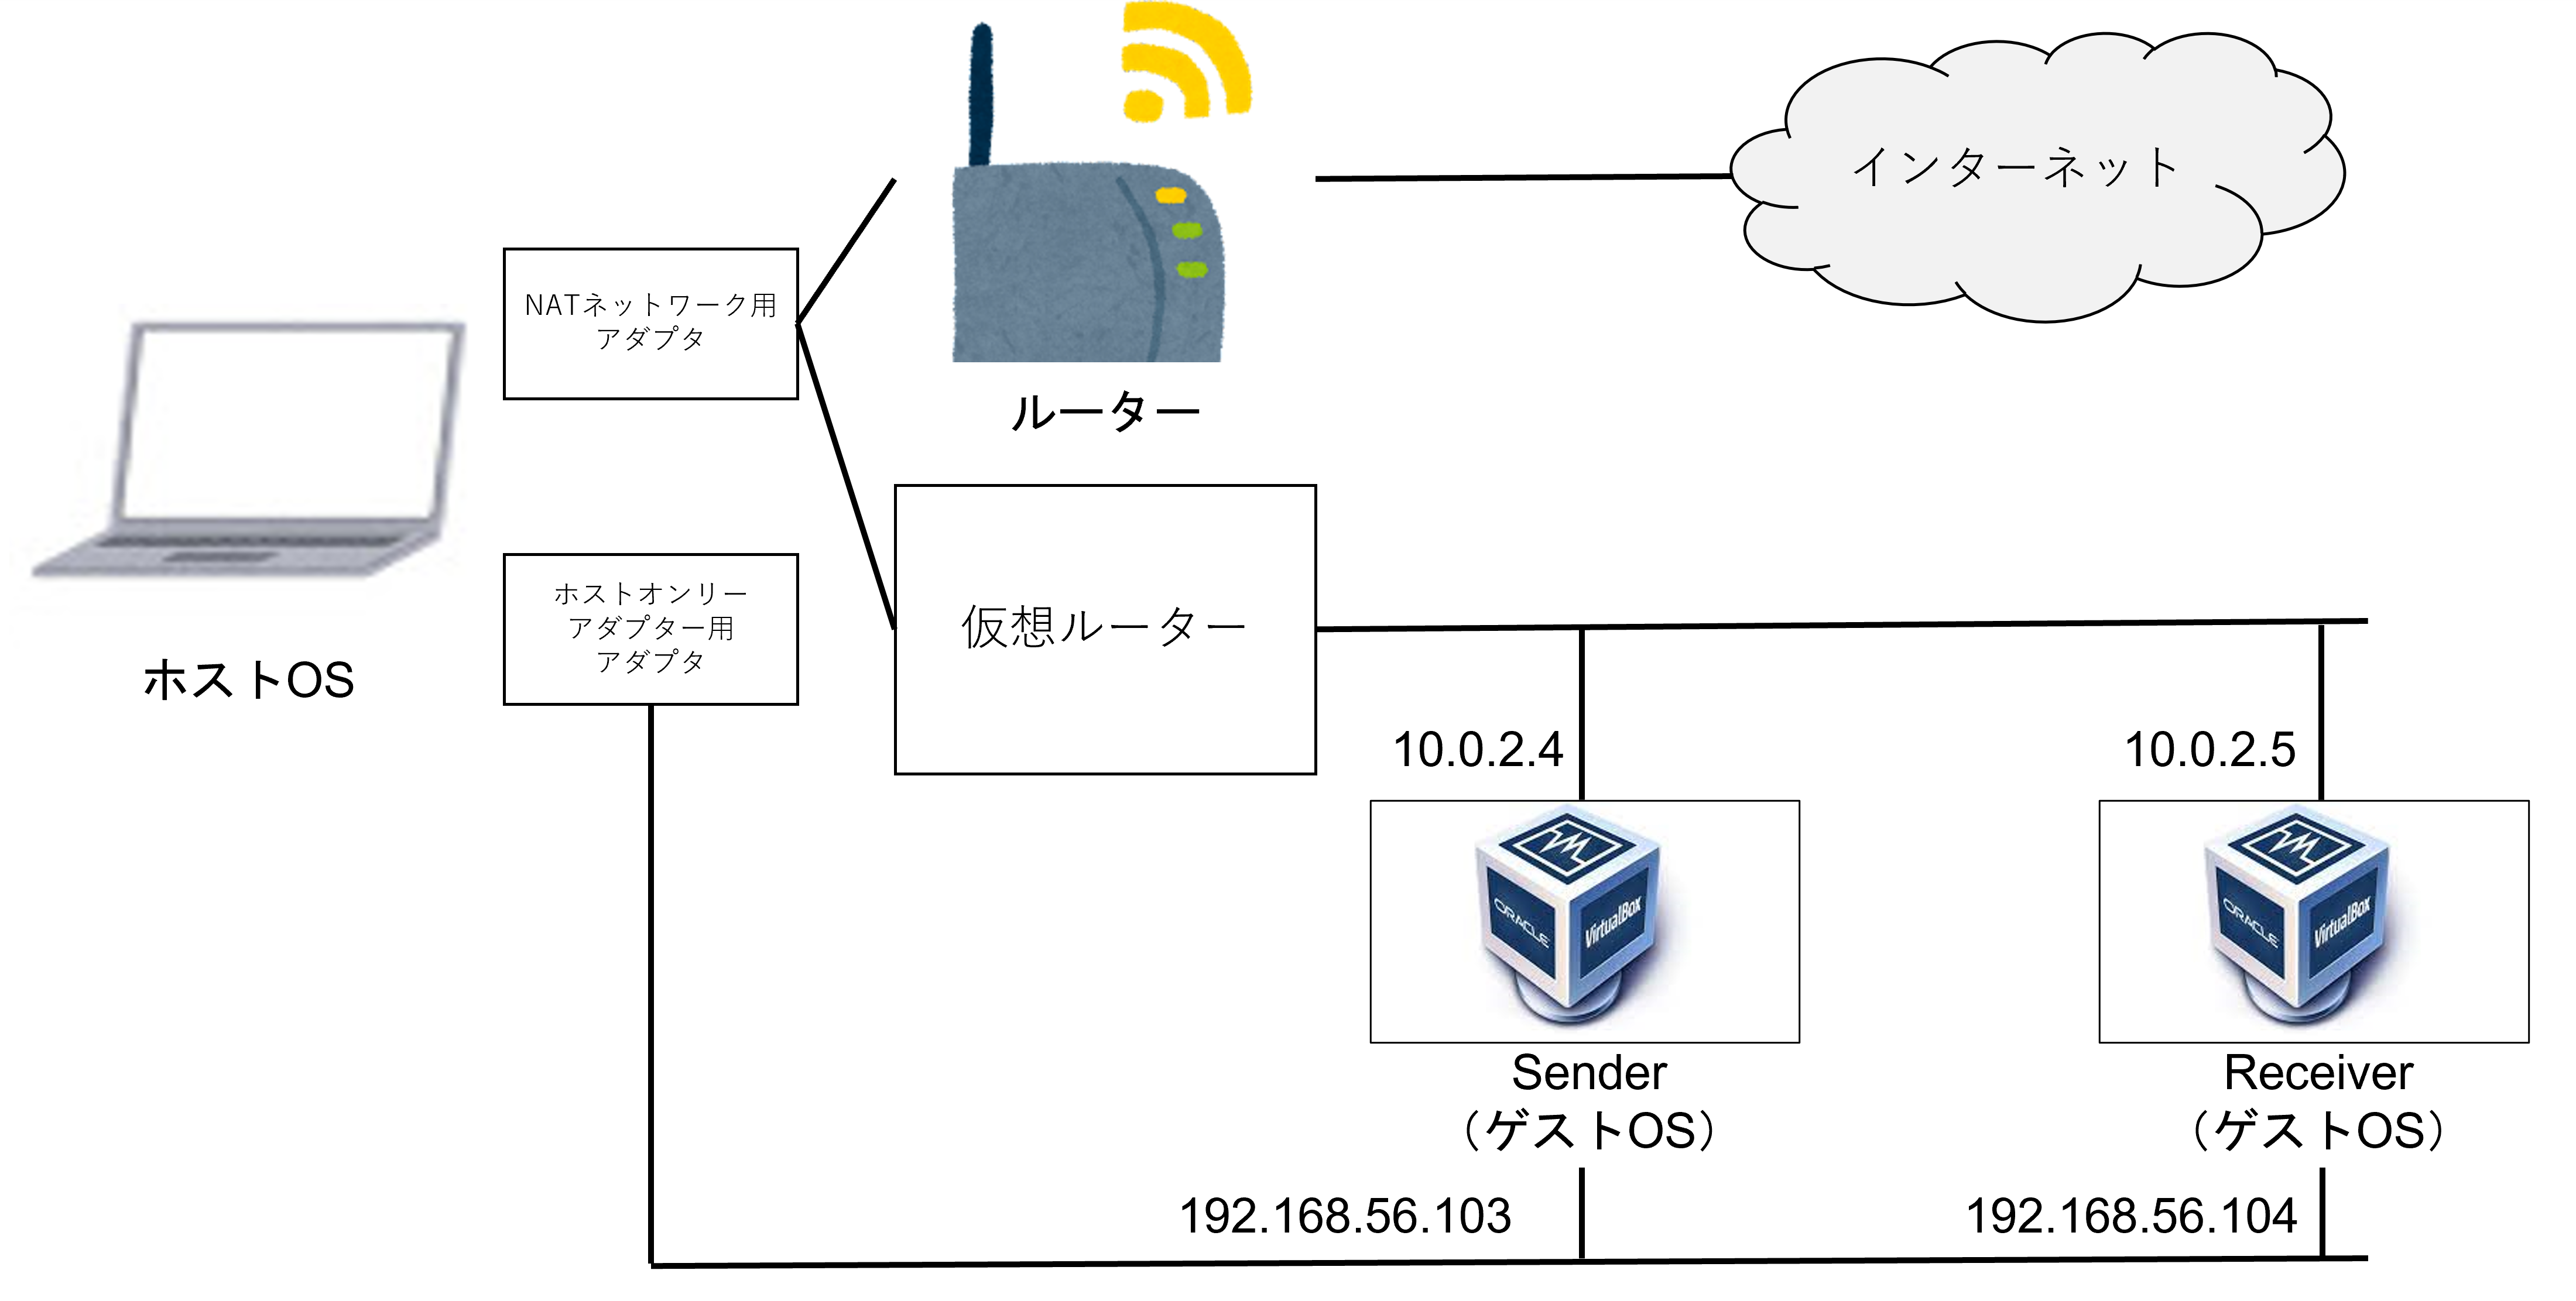 インターネット
NATネットワーク用
アダプタ
ルーター
ホストオンリー
アダプター用
アダプタ
仮想ルーター
ホストOS
10.0.2.4
10.0.2.5
ORACLE
VirtualBox
ORACLE
VirtualBox
Sender
（ゲストOS）
Receiver
（ゲストOS）
192.168.56.103
192.168.56.104